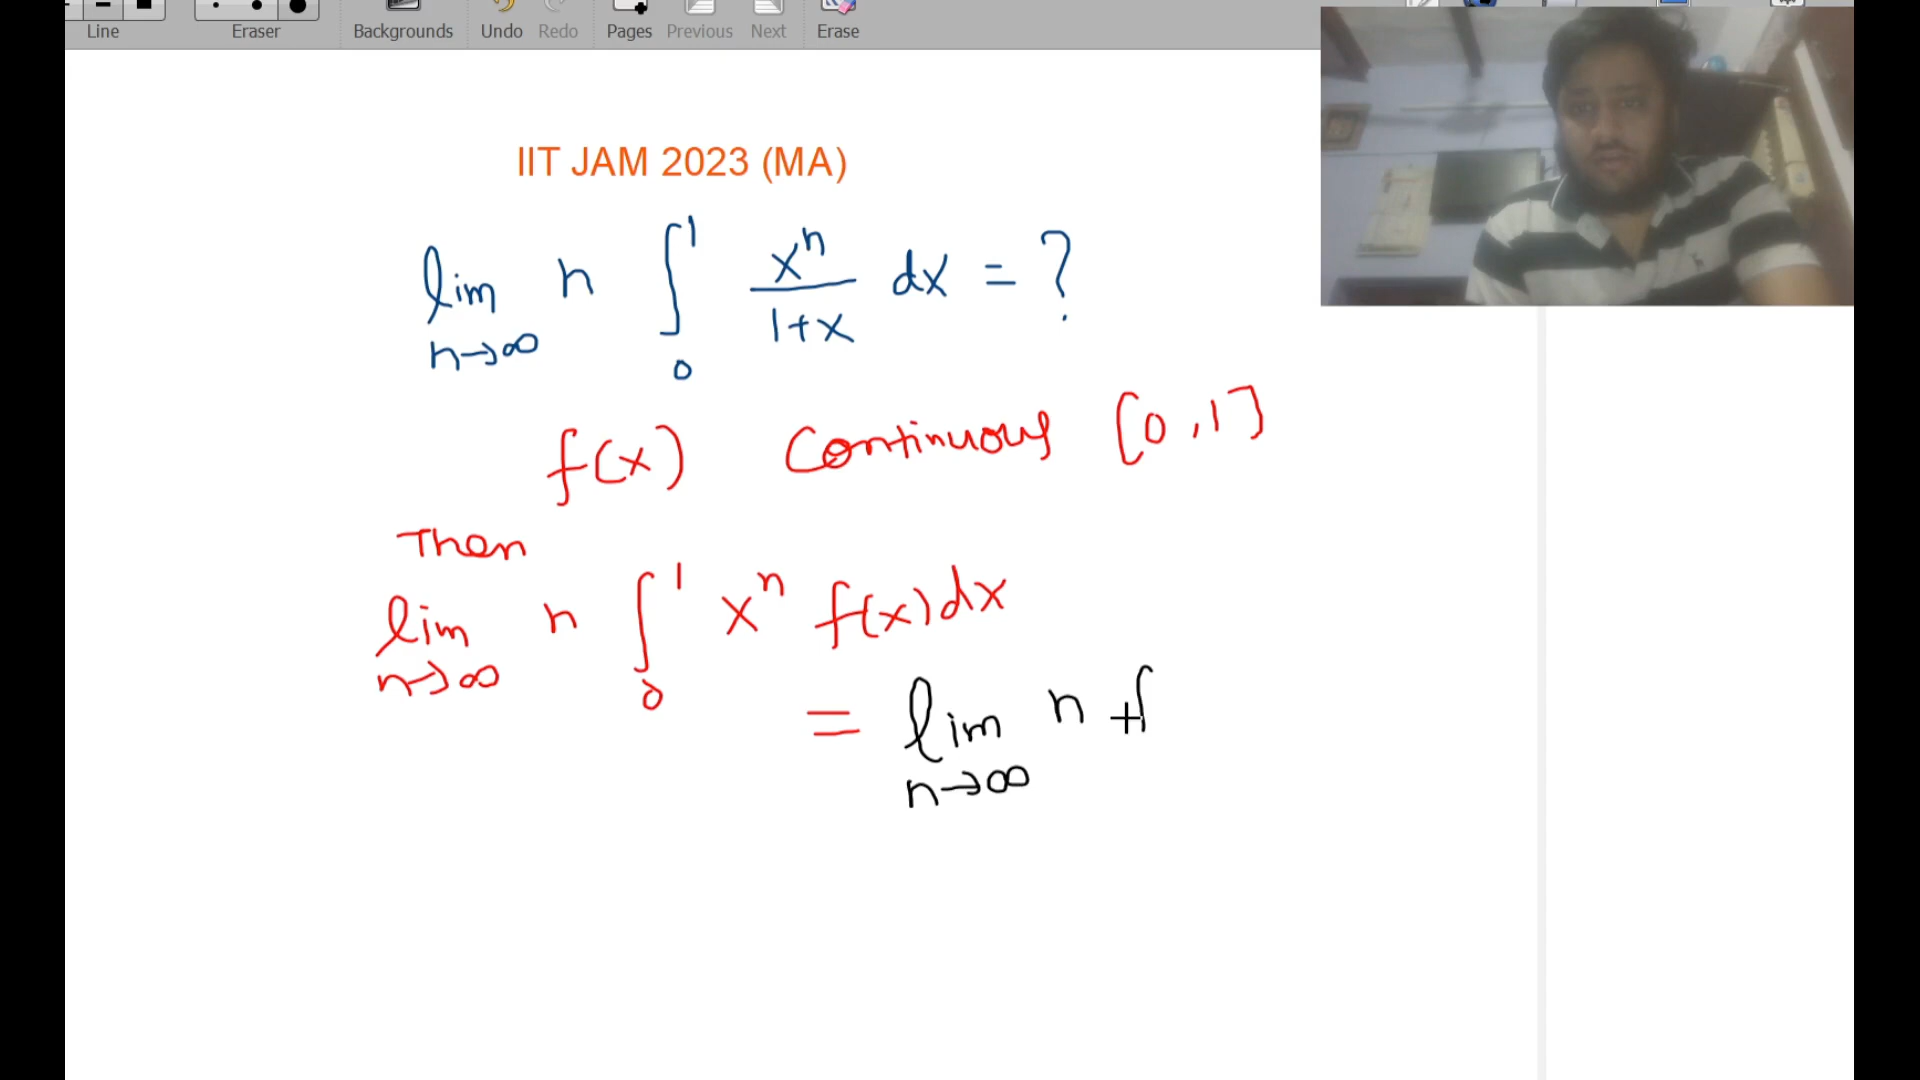 Line Eraser Backgrounds Undo Redo Pages Previous Next Erase
IIT JAM 2023 (MA)
lim n→∞ n ∫₀¹ xⁿ/(1+x) dx = ?
f(x) Continuous [0,1]
Then
lim n→∞ n ∫₀¹ xⁿ f(x)dx
= lim n→∞ n